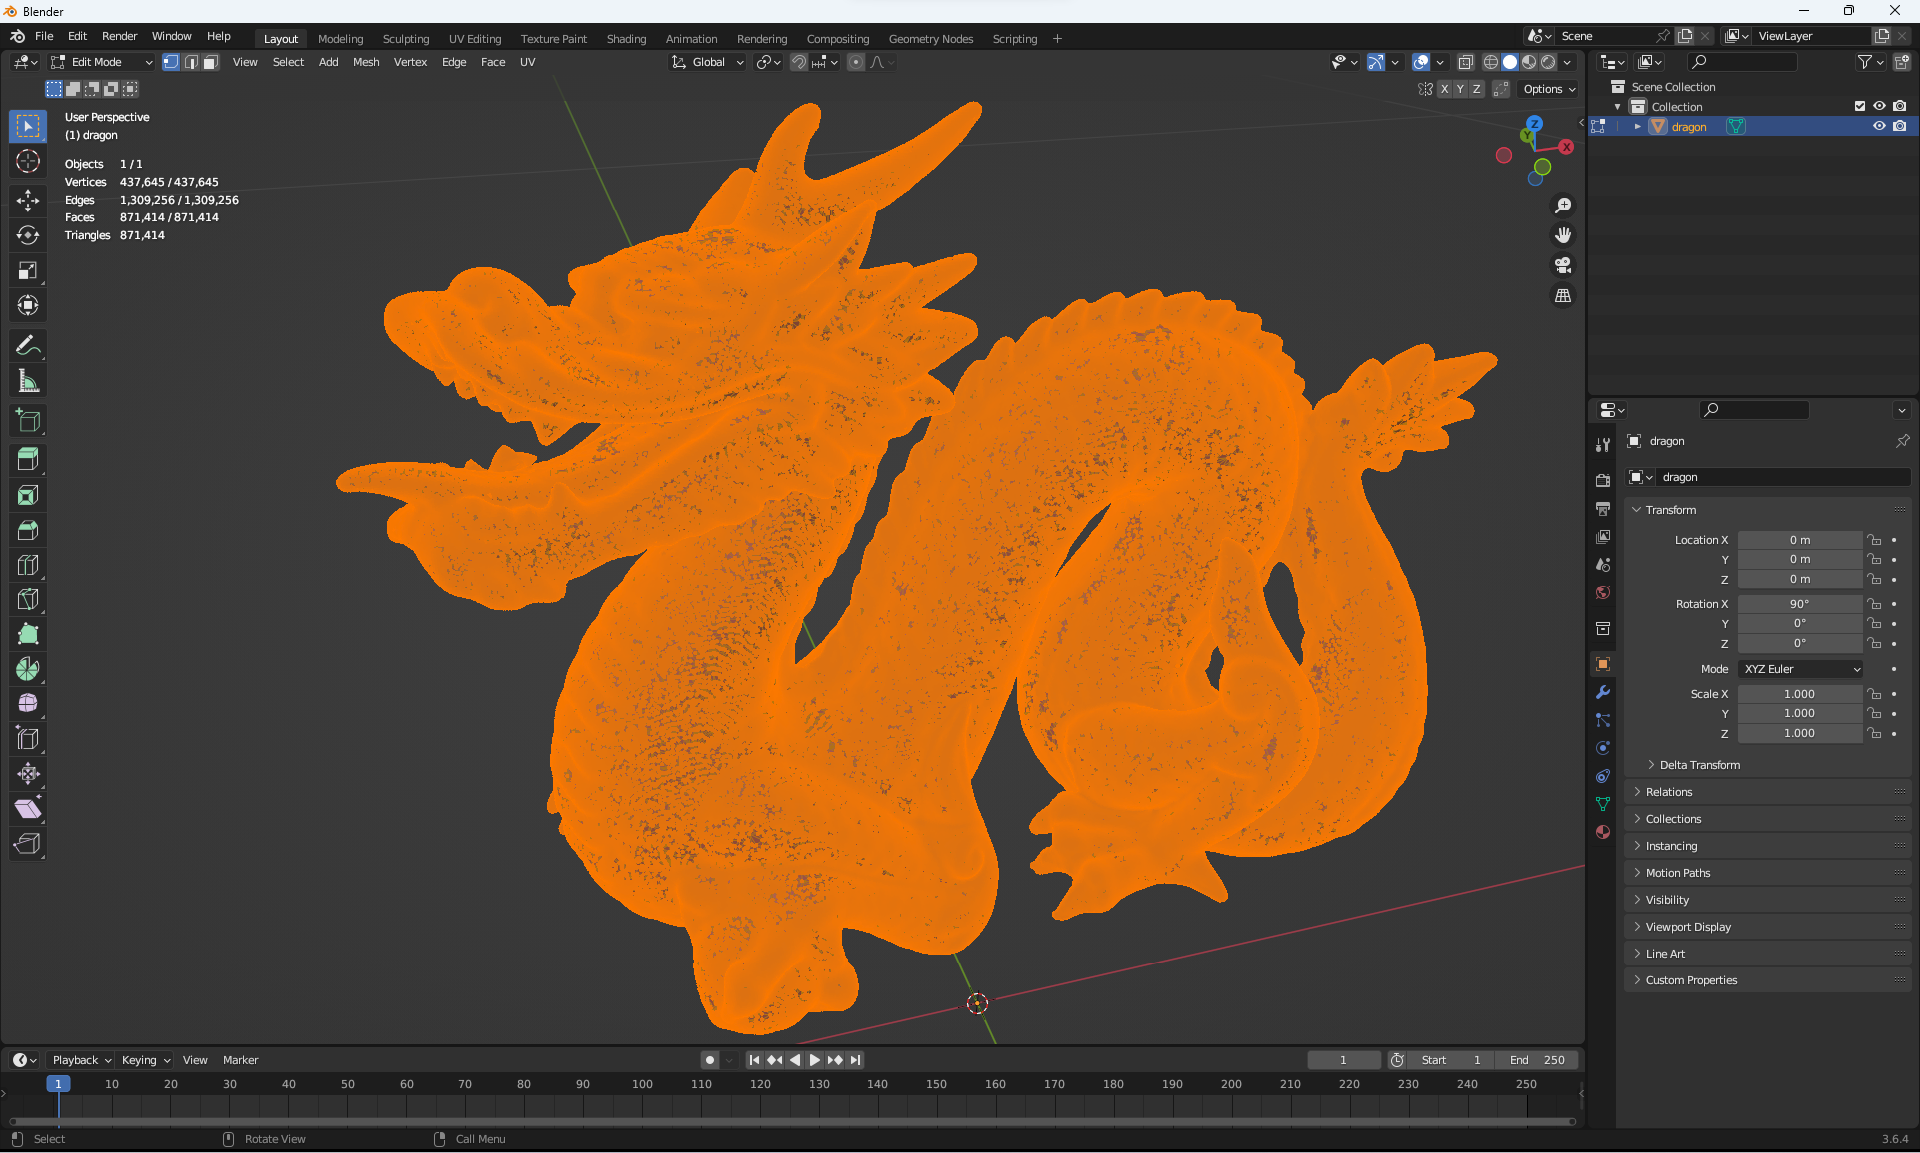 Blender
File Edit Render Window Help Layout Modeling Sculpting UV Editing Texture Paint Shading Animation Rendering Compositing Geometry Nodes Scripting + Scene ViewLayer
Edit Mode View Select Add Mesh Vertex Edge Face UV Global
X Y Z Options
User Perspective
(1) dragon
Objects 1 / 1
Vertices 437,645 / 437,645
Edges 1,309,256 / 1,309,256
Faces 871,414 / 871,414
Triangles 871,414
Z
Y
X
Scene Collection
Collection
dragon
dragon
dragon
Transform
Location X 0 m
Y 0 m
Z 0 m
Rotation X 90°
Y 0°
Z 0°
Mode XYZ Euler
Scale X 1.000
Y 1.000
Z 1.000
Delta Transform
Relations
Collections
Instancing
Motion Paths
Visibility
Viewport Display
Line Art
Custom Properties
Playback Keying View Marker 1 Start 1 End 250
1 10 20 30 40 50 60 70 80 90 100 110 120 130 140 150 160 170 180 190 200 210 220 230 240 250
Select Rotate View Call Menu 3.6.4